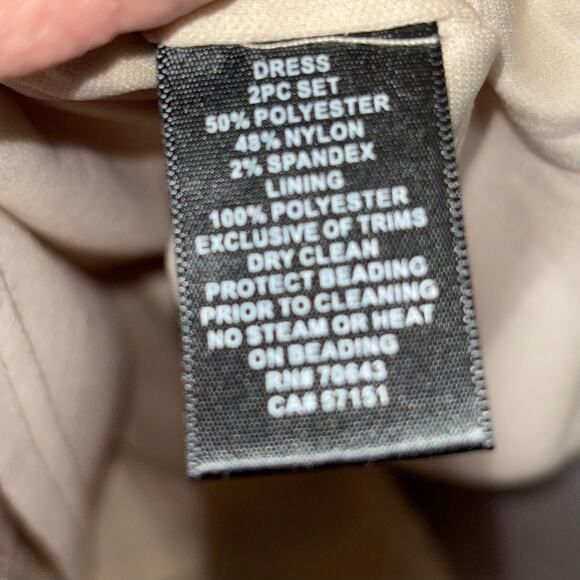 DRESS
2PC SET
50% POLYESTER
48% NYLON
2% SPANDEX
LINING
100% POLYESTER
EXCLUSIVE OF TRIMS
DRY CLEAN
PROTECT BEADING
PRIOR TO CLEANING
NO STEAM OR HEAT
ON BEADING
RN# 70643
CA# 57151